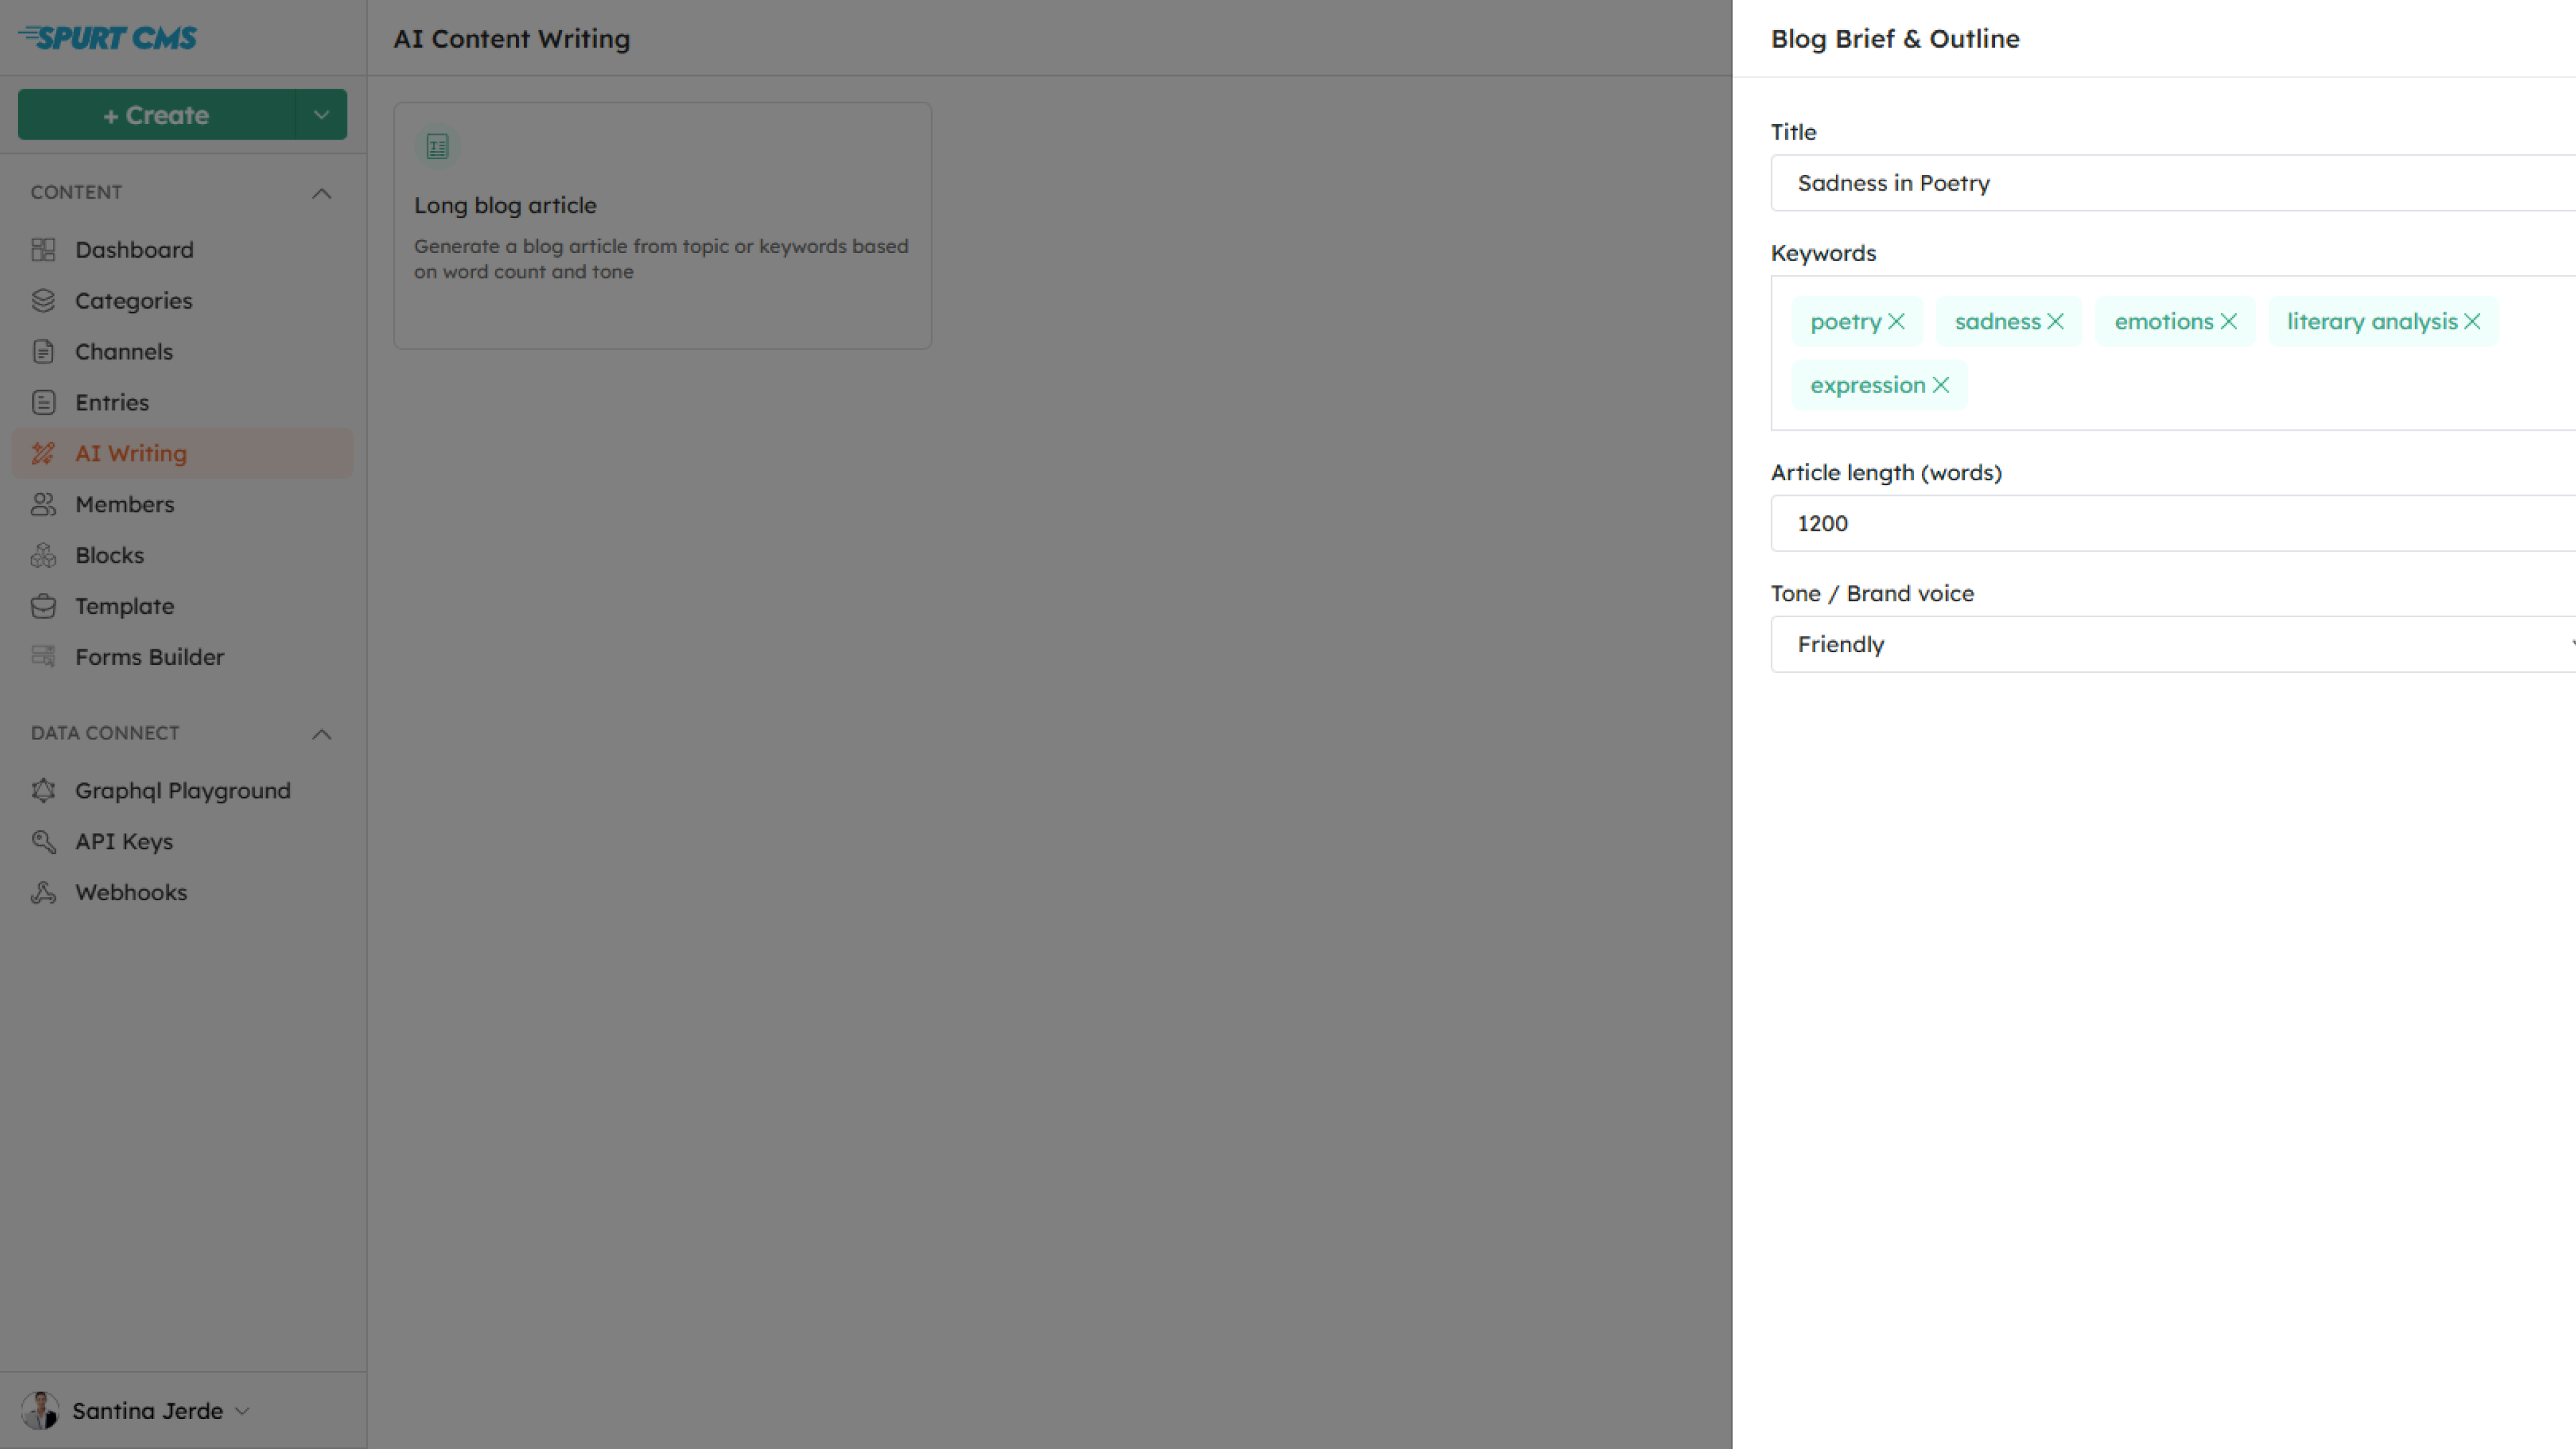 SPURT CMS
+ Create
CONTENT
Dashboard
Categories
Channels
Entries
AI Writing
Members
Blocks
Template
Forms Builder
DATA CONNECT
Graphql Playground
API Keys
Webhooks
Santina Jerde
AI Content Writing
Long blog article
Generate a blog article from topic or keywords based
on word count and tone
Blog Brief & Outline
Title
Sadness in Poetry
Keywords
poetry
sadness
emotions
literary analysis
expression
Article length (words)
1200
Tone / Brand voice
Friendly